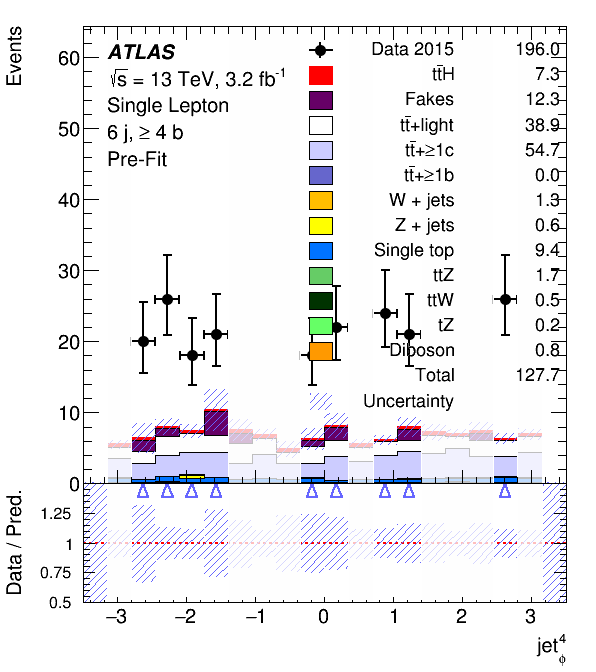 Events
60
50
40
30
20
10
0
ATLAS
√s = 13 TeV, 3.2 fb⁻¹
Single Lepton
6 j, ≥ 4 b
Pre-Fit
Data 2015 196.0
tt̄H 7.3
Fakes 12.3
tt̄+light 38.9
tt̄+≥1c 54.7
tt̄+≥1b 0.0
W + jets 1.3
Z + jets 0.6
Single top 9.4
ttZ 1.7
ttW 0.5
tZ 0.2
Diboson 0.8
Total 127.7
Uncertainty
Data / Pred.
1.25
1
0.75
0.5
−3 −2 −1 0 1 2 3
jet⁴ϕ